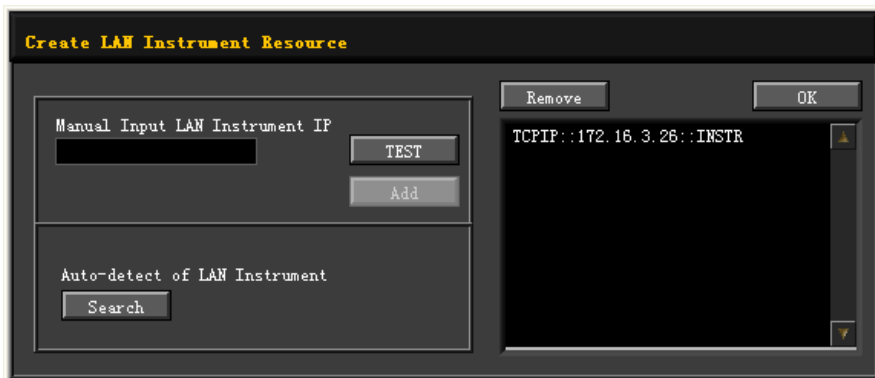 Create LAN Instrument Resource
Remove
OK
Manual Input LAN Instrument IP
TEST
Add
TCPIP::172.16.3.26::INSTR
Auto-detect of LAN Instrument
Search